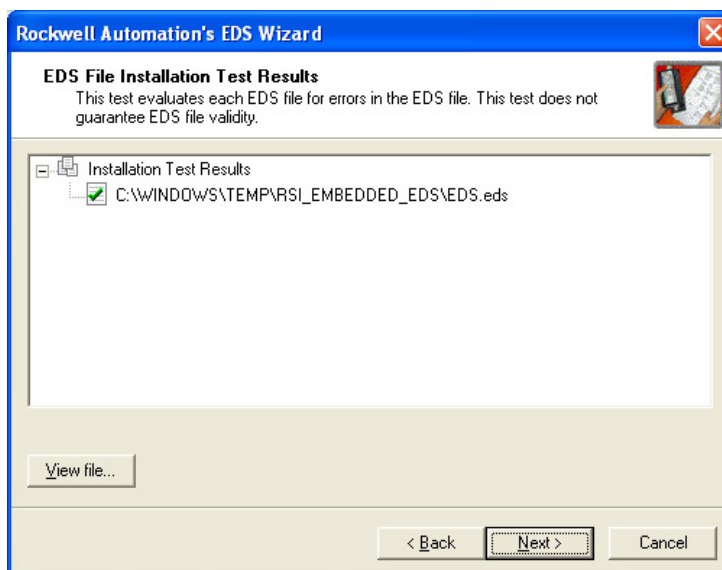 Rockwell Automation's EDS Wizard
EDS File Installation Test Results
This test evaluates each EDS file for errors in the EDS file. This test does not
guarantee EDS file validity.
Installation Test Results
C:\WINDOWS\TEMP\RSI_EMBEDDED_EDS\EDS.eds
View file...
< Back
Next >
Cancel